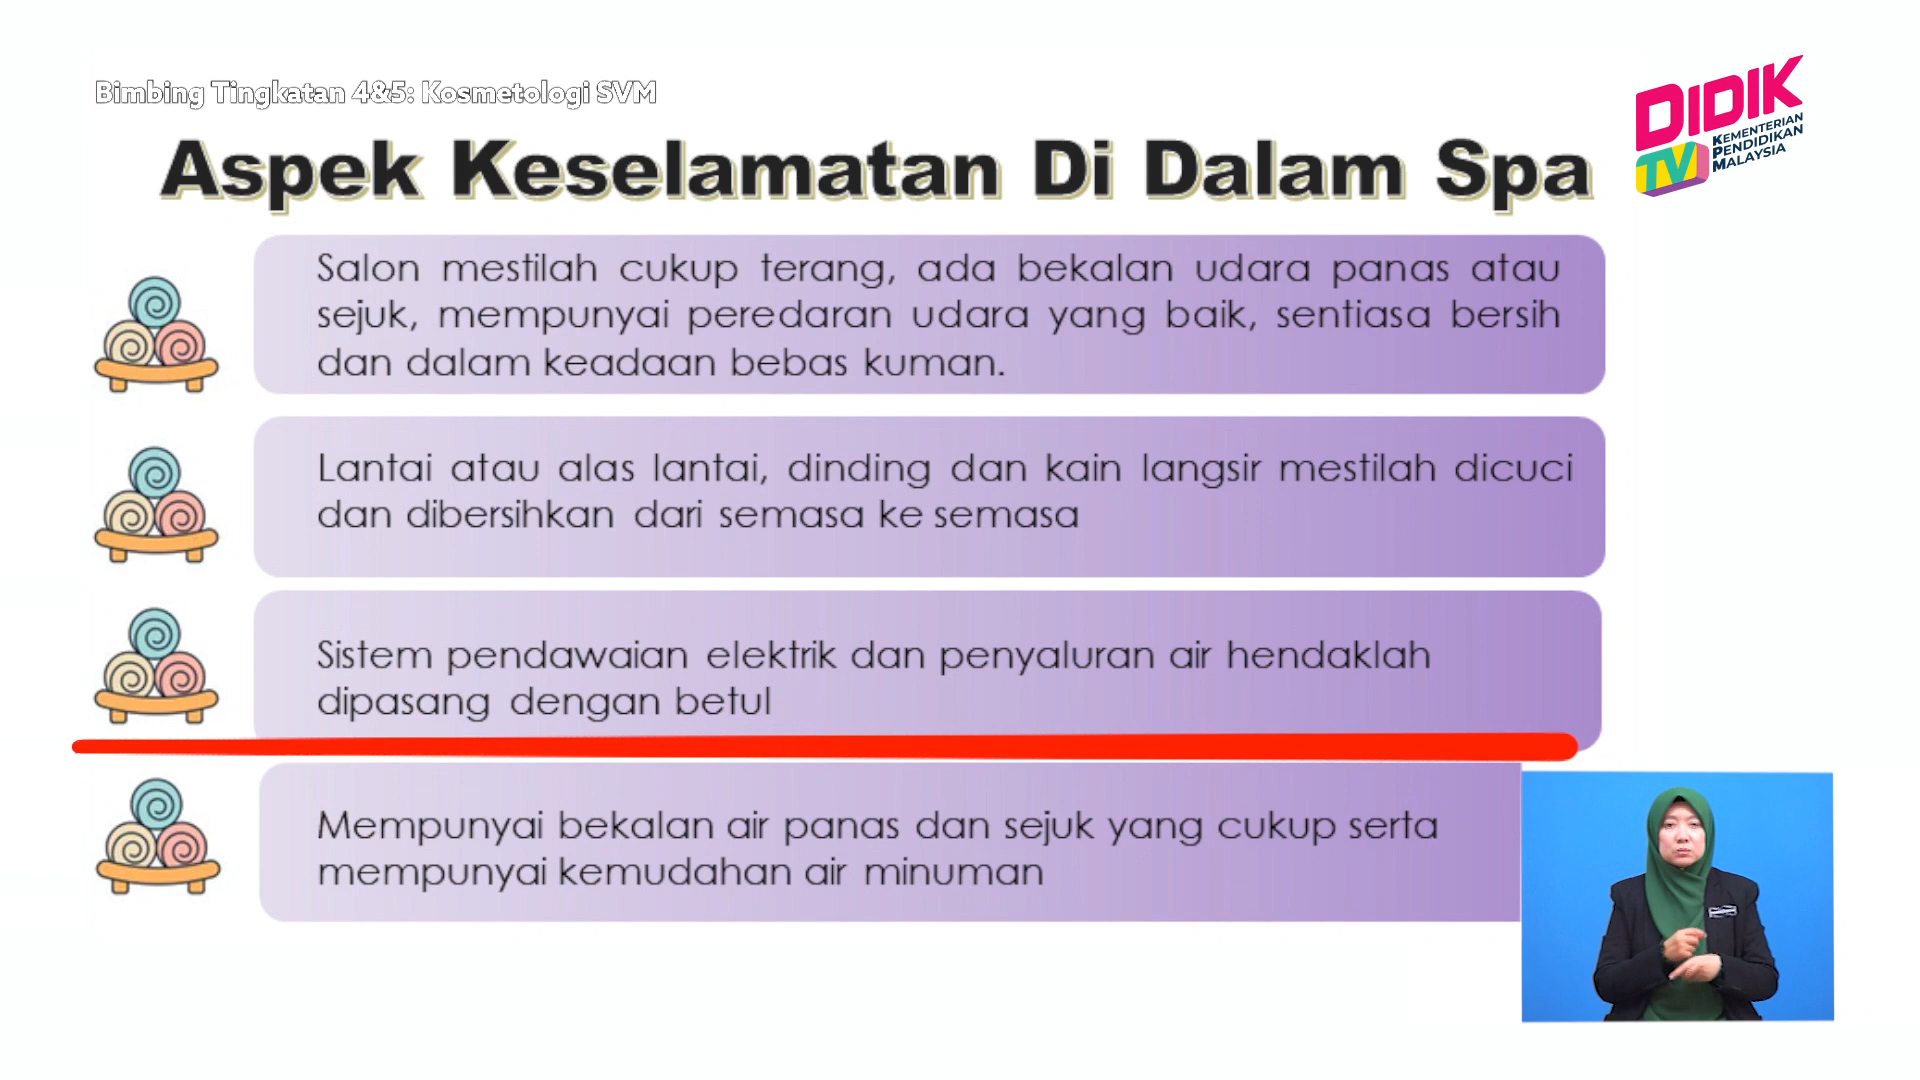 Bimbing Tingkatan 4&5: Kosmetologi SVM
DIDIK
TV
KEMENTERIAN
PENDIDIKAN
MALAYSIA
Aspek Keselamatan Di Dalam Spa
Salon mestilah cukup terang, ada bekalan udara panas atau
sejuk, mempunyai peredaran udara yang baik, sentiasa bersih
dan dalam keadaan bebas kuman.
Lantai atau alas lantai, dinding dan kain langsir mestilah dicuci
dan dibersihkan dari semasa ke semasa
Sistem pendawaian elektrik dan penyaluran air hendaklah
dipasang dengan betul
Mempunyai bekalan air panas dan sejuk yang cukup serta
mempunyai kemudahan air minuman